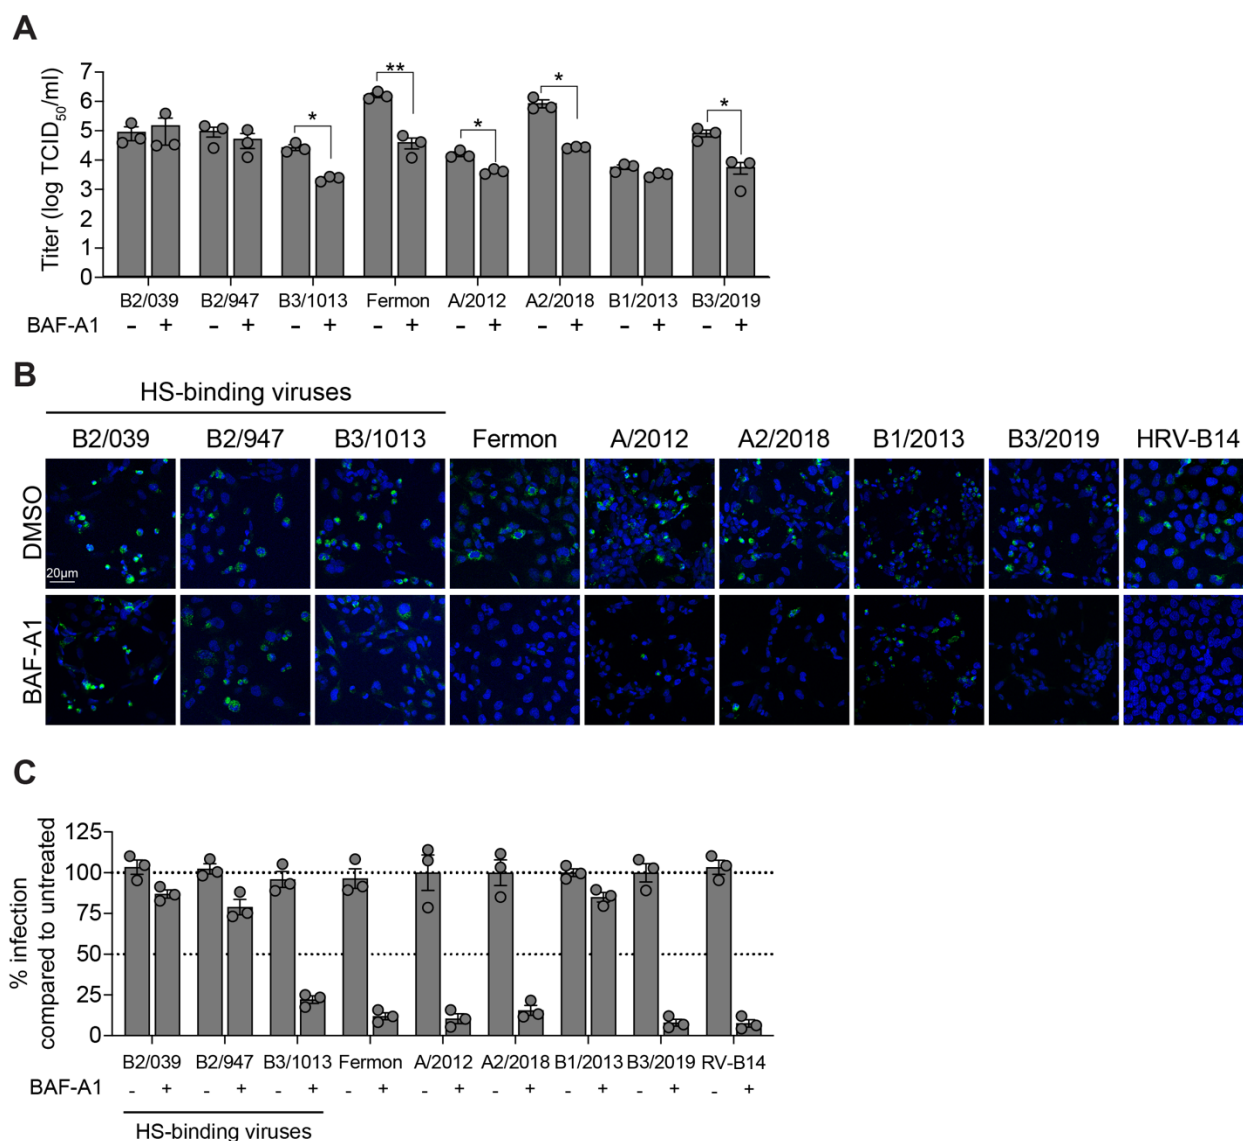 A
Titer (log TCID50/ml)
7
6
5
4
3
2
1
0
* ** * * *
B2/039 B2/947 B3/1013 Fermon A/2012 A2/2018 B1/2013 B3/2019
BAF-A1 - + - + - + - + - + - + - + - +
B
HS-binding viruses
B2/039 B2/947 B3/1013 Fermon A/2012 A2/2018 B1/2013 B3/2019 HRV-B14
DMSO
20µm
BAF-A1
C
% infection
compared to untreated
125
100
75
50
25
0
B2/039 B2/947 B3/1013 Fermon A/2012 A2/2018 B1/2013 B3/2019 RV-B14
BAF-A1 - + - + - + - + - + - + - + - + - +
HS-binding viruses